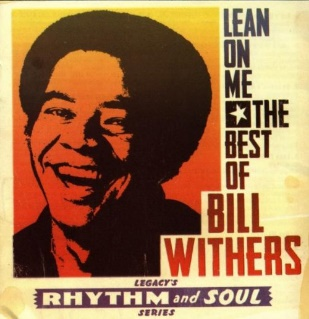 LEAN
ON
ME
★ THE
BEST
OF
BILL
WITHERS
LEGACY'S
RHYTHM and SOUL
SERIES